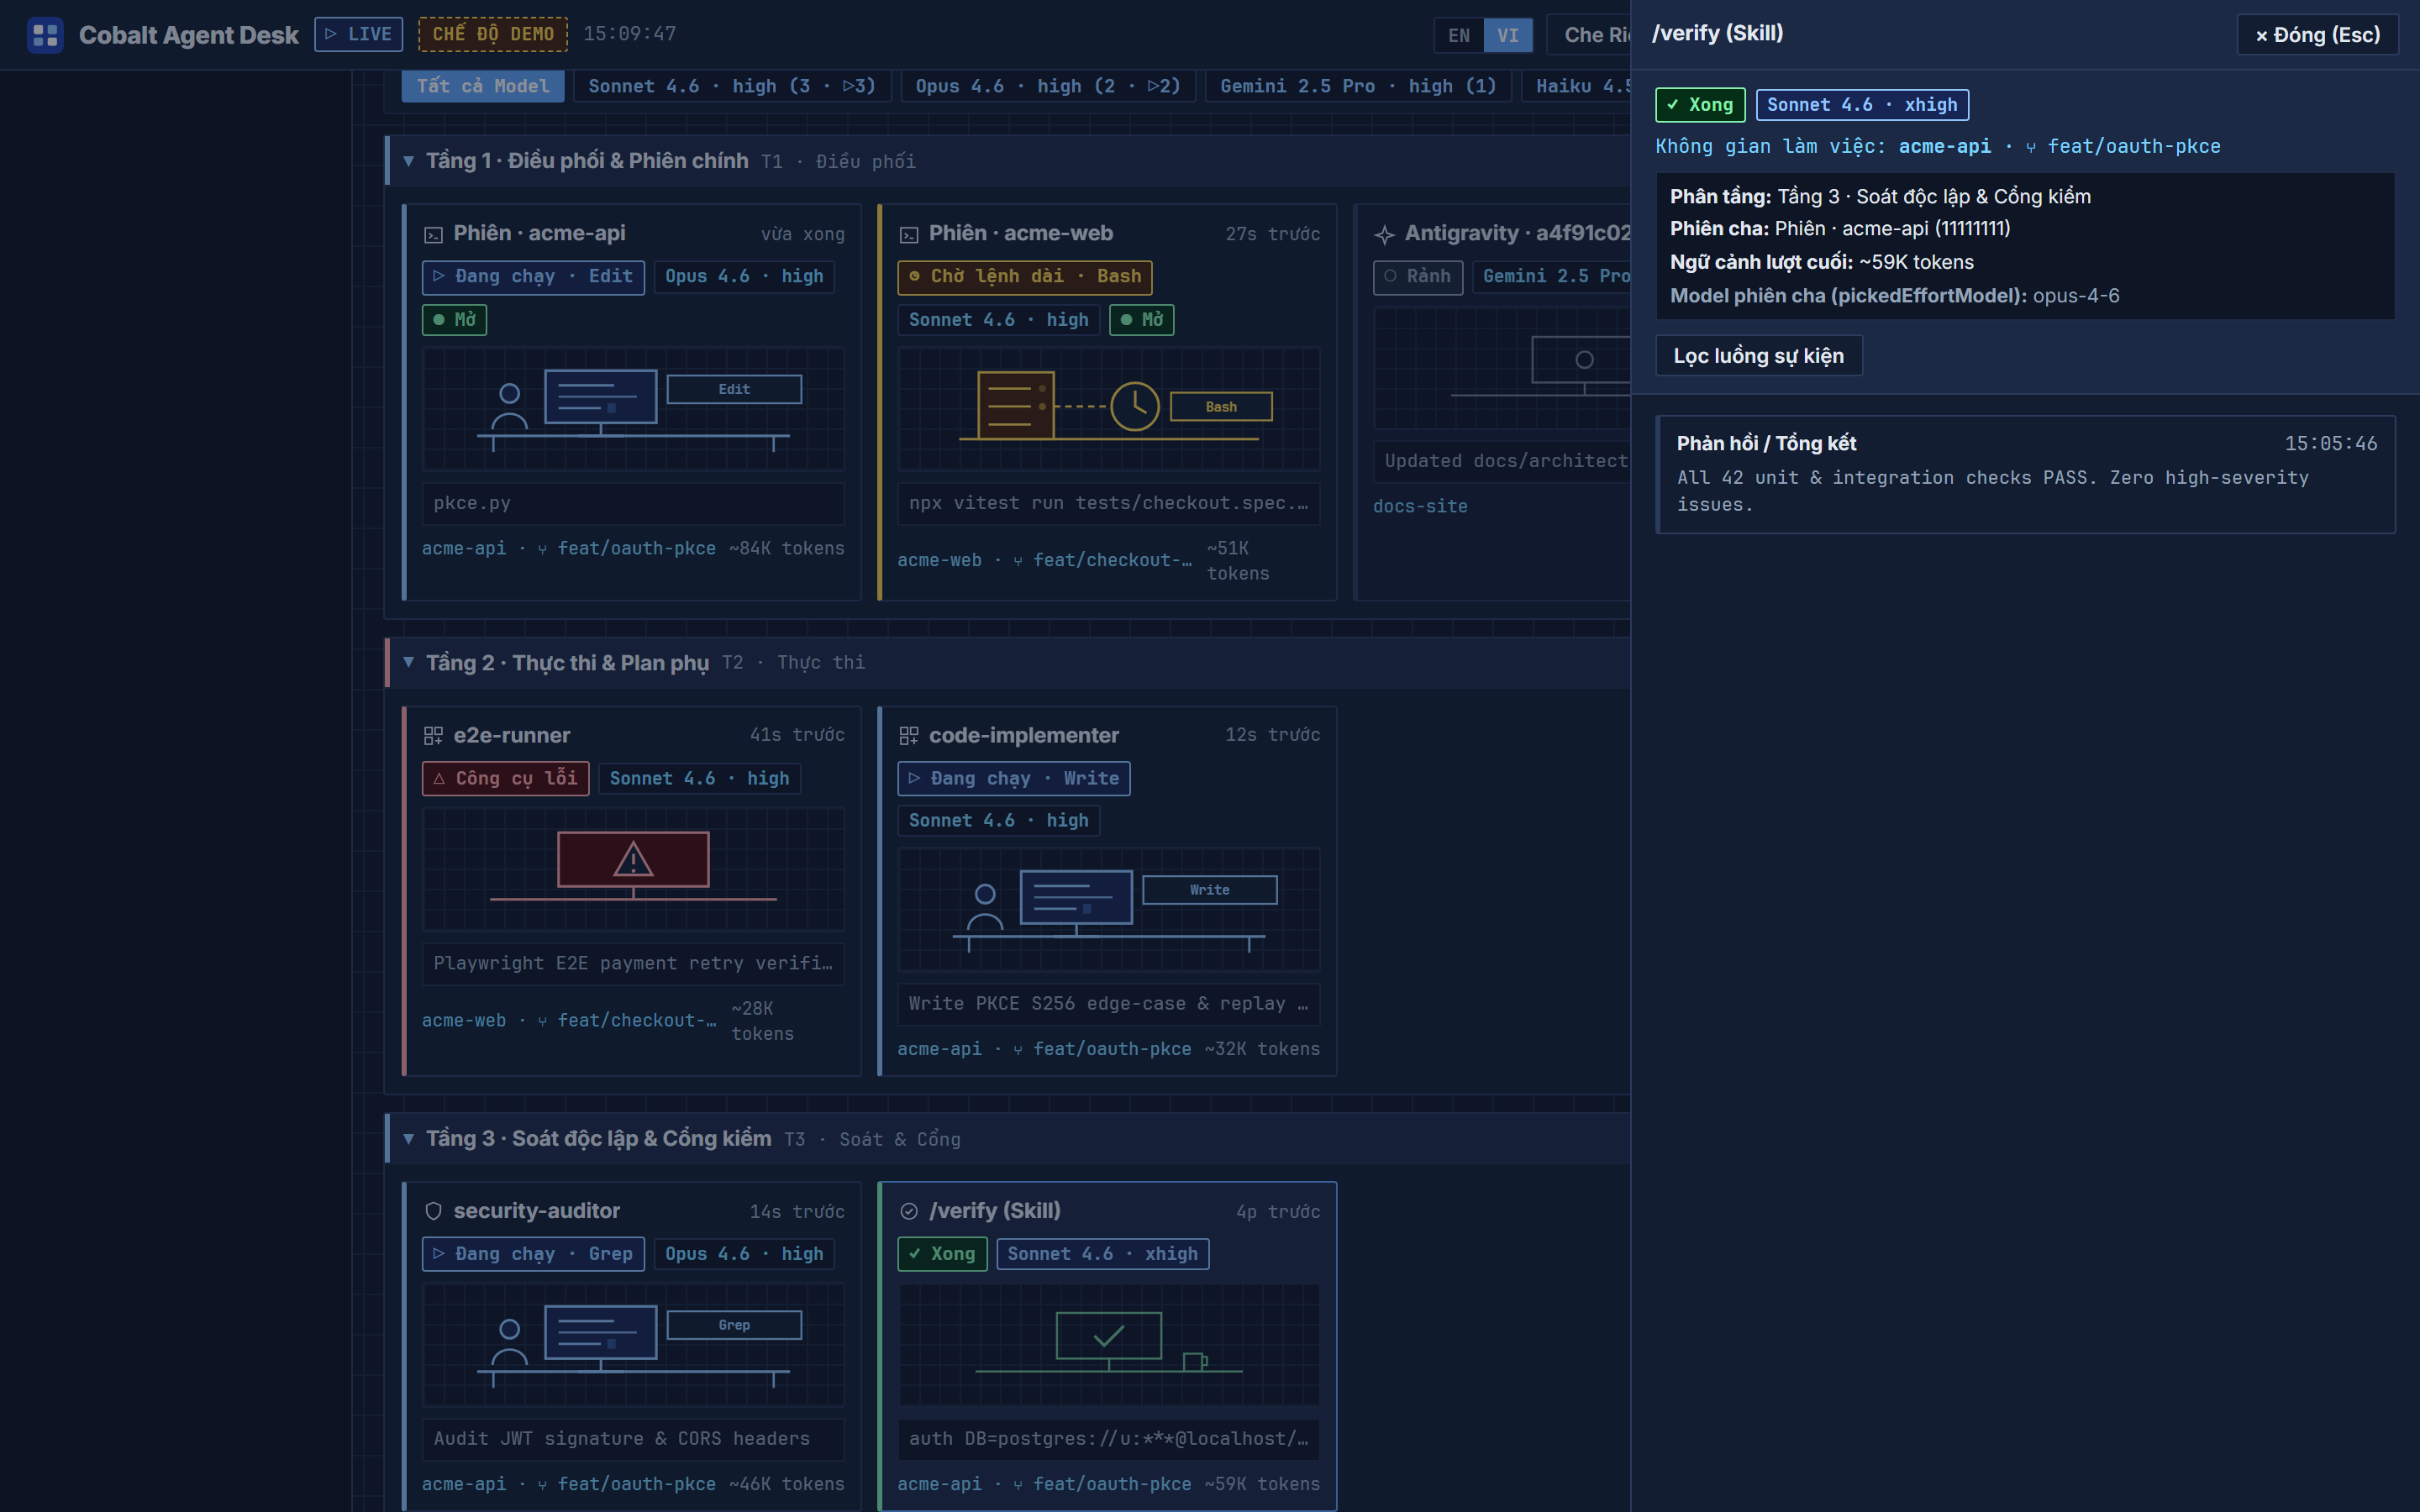 Cobalt Agent Desk
▷ LIVE
CHẾ ĐỘ DEMO
15:09:47
EN
VI
Tất cả Model
Sonnet 4.6 · high (3 · ▷3)
Opus 4.6 · high (2 · ▷2)
Gemini 2.5 Pro · high (1)
▼ Tầng 1 · Điều phối & Phiên chính T1 · Điều phối
Phiên · acme-api
vừa xong
▷ Đang chạy · Edit
Opus 4.6 · high
● Mở
Edit
pkce.py
acme-api · ⑂ feat/oauth-pkce
~84K tokens
Phiên · acme-web
27s trước
Chờ lệnh dài · Bash
Sonnet 4.6 · high
● Mở
Bash
npx vitest run tests/checkout.spec.…
acme-web · ⑂ feat/checkout-…
~51K
tokens
Antigravity · a4f91c02
○ Rảnh
Gemini 2.5 Pro
Updated docs/architect
docs-site
▼ Tầng 2 · Thực thi & Plan phụ T2 · Thực thi
e2e-runner
41s trước
△ Công cụ lỗi
Sonnet 4.6 · high
Playwright E2E payment retry verifi…
acme-web · ⑂ feat/checkout-…
~28K
tokens
code-implementer
12s trước
▷ Đang chạy · Write
Sonnet 4.6 · high
Write
Write PKCE S256 edge-case & replay …
acme-api · ⑂ feat/oauth-pkce
~32K tokens
▼ Tầng 3 · Soát độc lập & Cổng kiểm T3 · Soát & Cổng
security-auditor
14s trước
▷ Đang chạy · Grep
Opus 4.6 · high
Grep
Audit JWT signature & CORS headers
acme-api · ⑂ feat/oauth-pkce
~46K tokens
/verify (Skill)
4p trước
✓ Xong
Sonnet 4.6 · xhigh
auth DB=postgres://u:***@localhost/…
acme-api · ⑂ feat/oauth-pkce
~59K tokens
/verify (Skill)
× Đóng (Esc)
✓ Xong
Sonnet 4.6 · xhigh
Không gian làm việc: acme-api · ⑂ feat/oauth-pkce
Phân tầng: Tầng 3 · Soát độc lập & Cổng kiểm
Phiên cha: Phiên · acme-api (11111111)
Ngữ cảnh lượt cuối: ~59K tokens
Model phiên cha (pickedEffortModel): opus-4-6
Lọc luồng sự kiện
Phản hồi / Tổng kết
15:05:46
All 42 unit & integration checks PASS. Zero high-severity
issues.